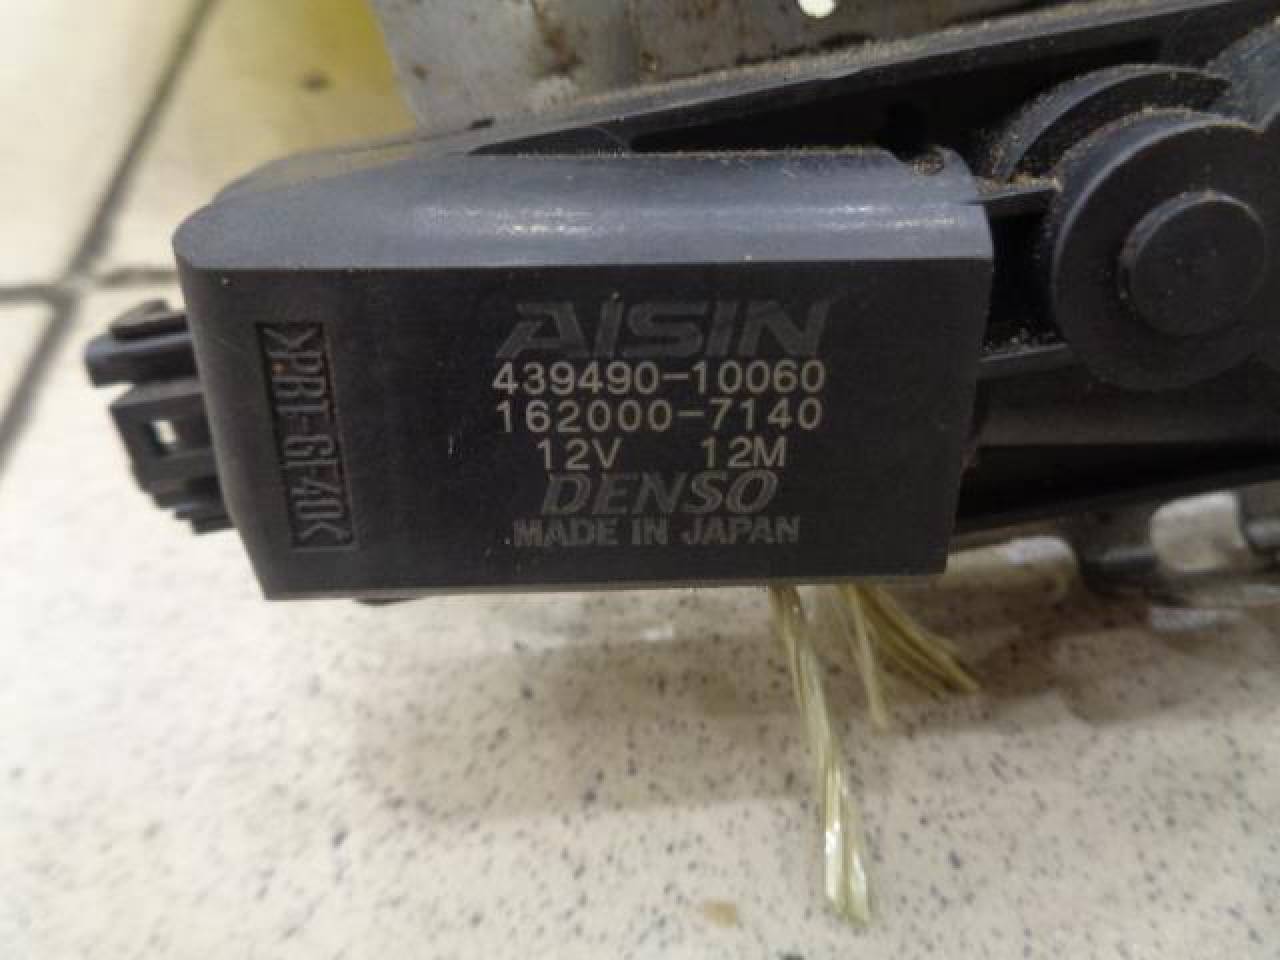 AISIN
439490-10060
162000-7140
12V 12M
DENSO
MADE IN JAPAN
>PBT-GF40<